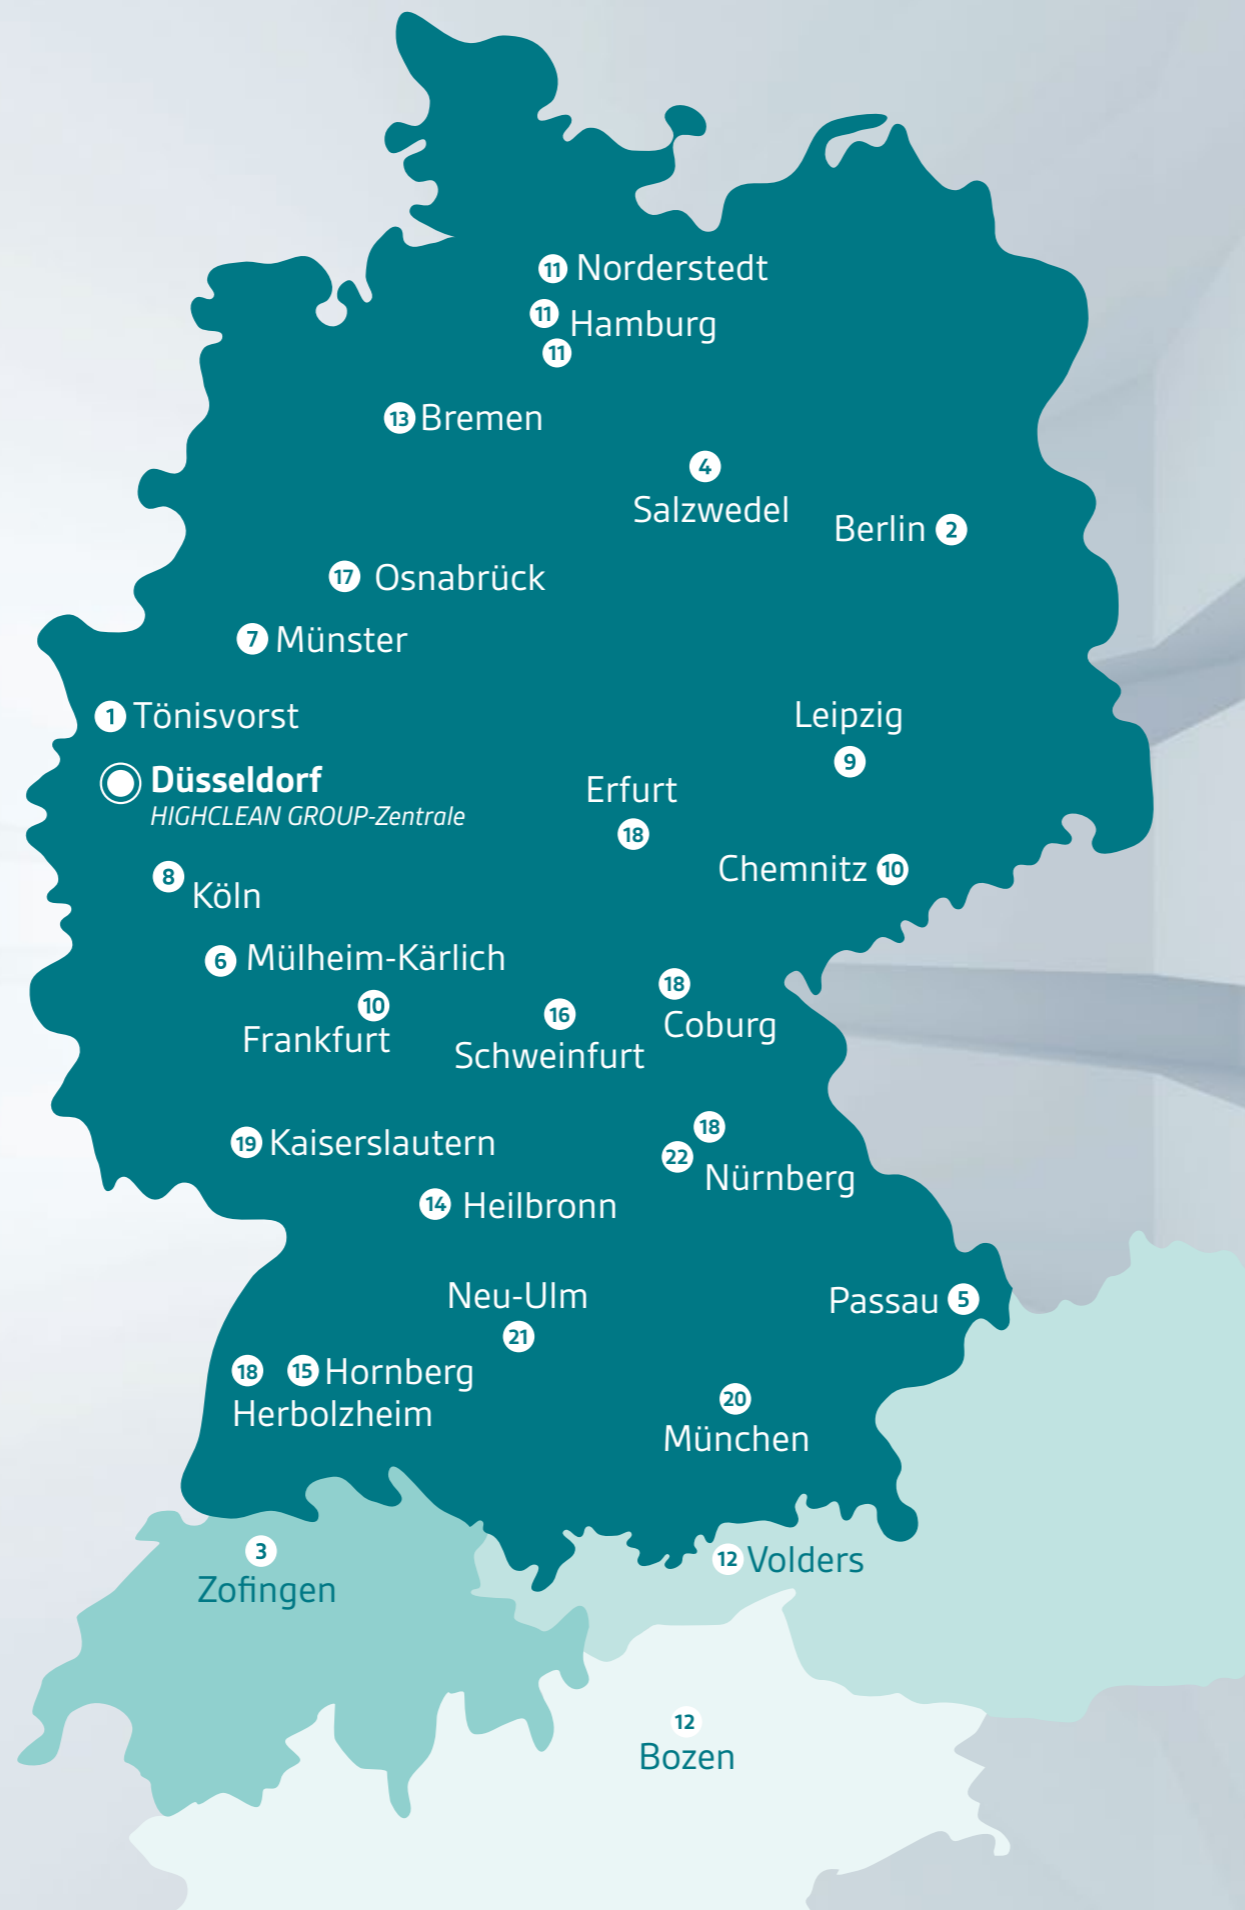 11 Norderstedt
11
Hamburg
11
13 Bremen
4
Salzwedel
Berlin 2
17 Osnabrück
7 Münster
1 Tönisvorst
Leipzig
9
Düsseldorf
HIGHCLEAN GROUP-Zentrale
Erfurt
18
Chemnitz 10
8
Köln
6 Mülheim-Kärlich
10
Frankfurt
16
Schweinfurt
18
Coburg
19 Kaiserslautern
18
22
Nürnberg
14 Heilbronn
Neu-Ulm
21
Passau 5
18
Herbolzheim
15 Hornberg
20
München
3
Zofingen
12 Volders
12
Bozen